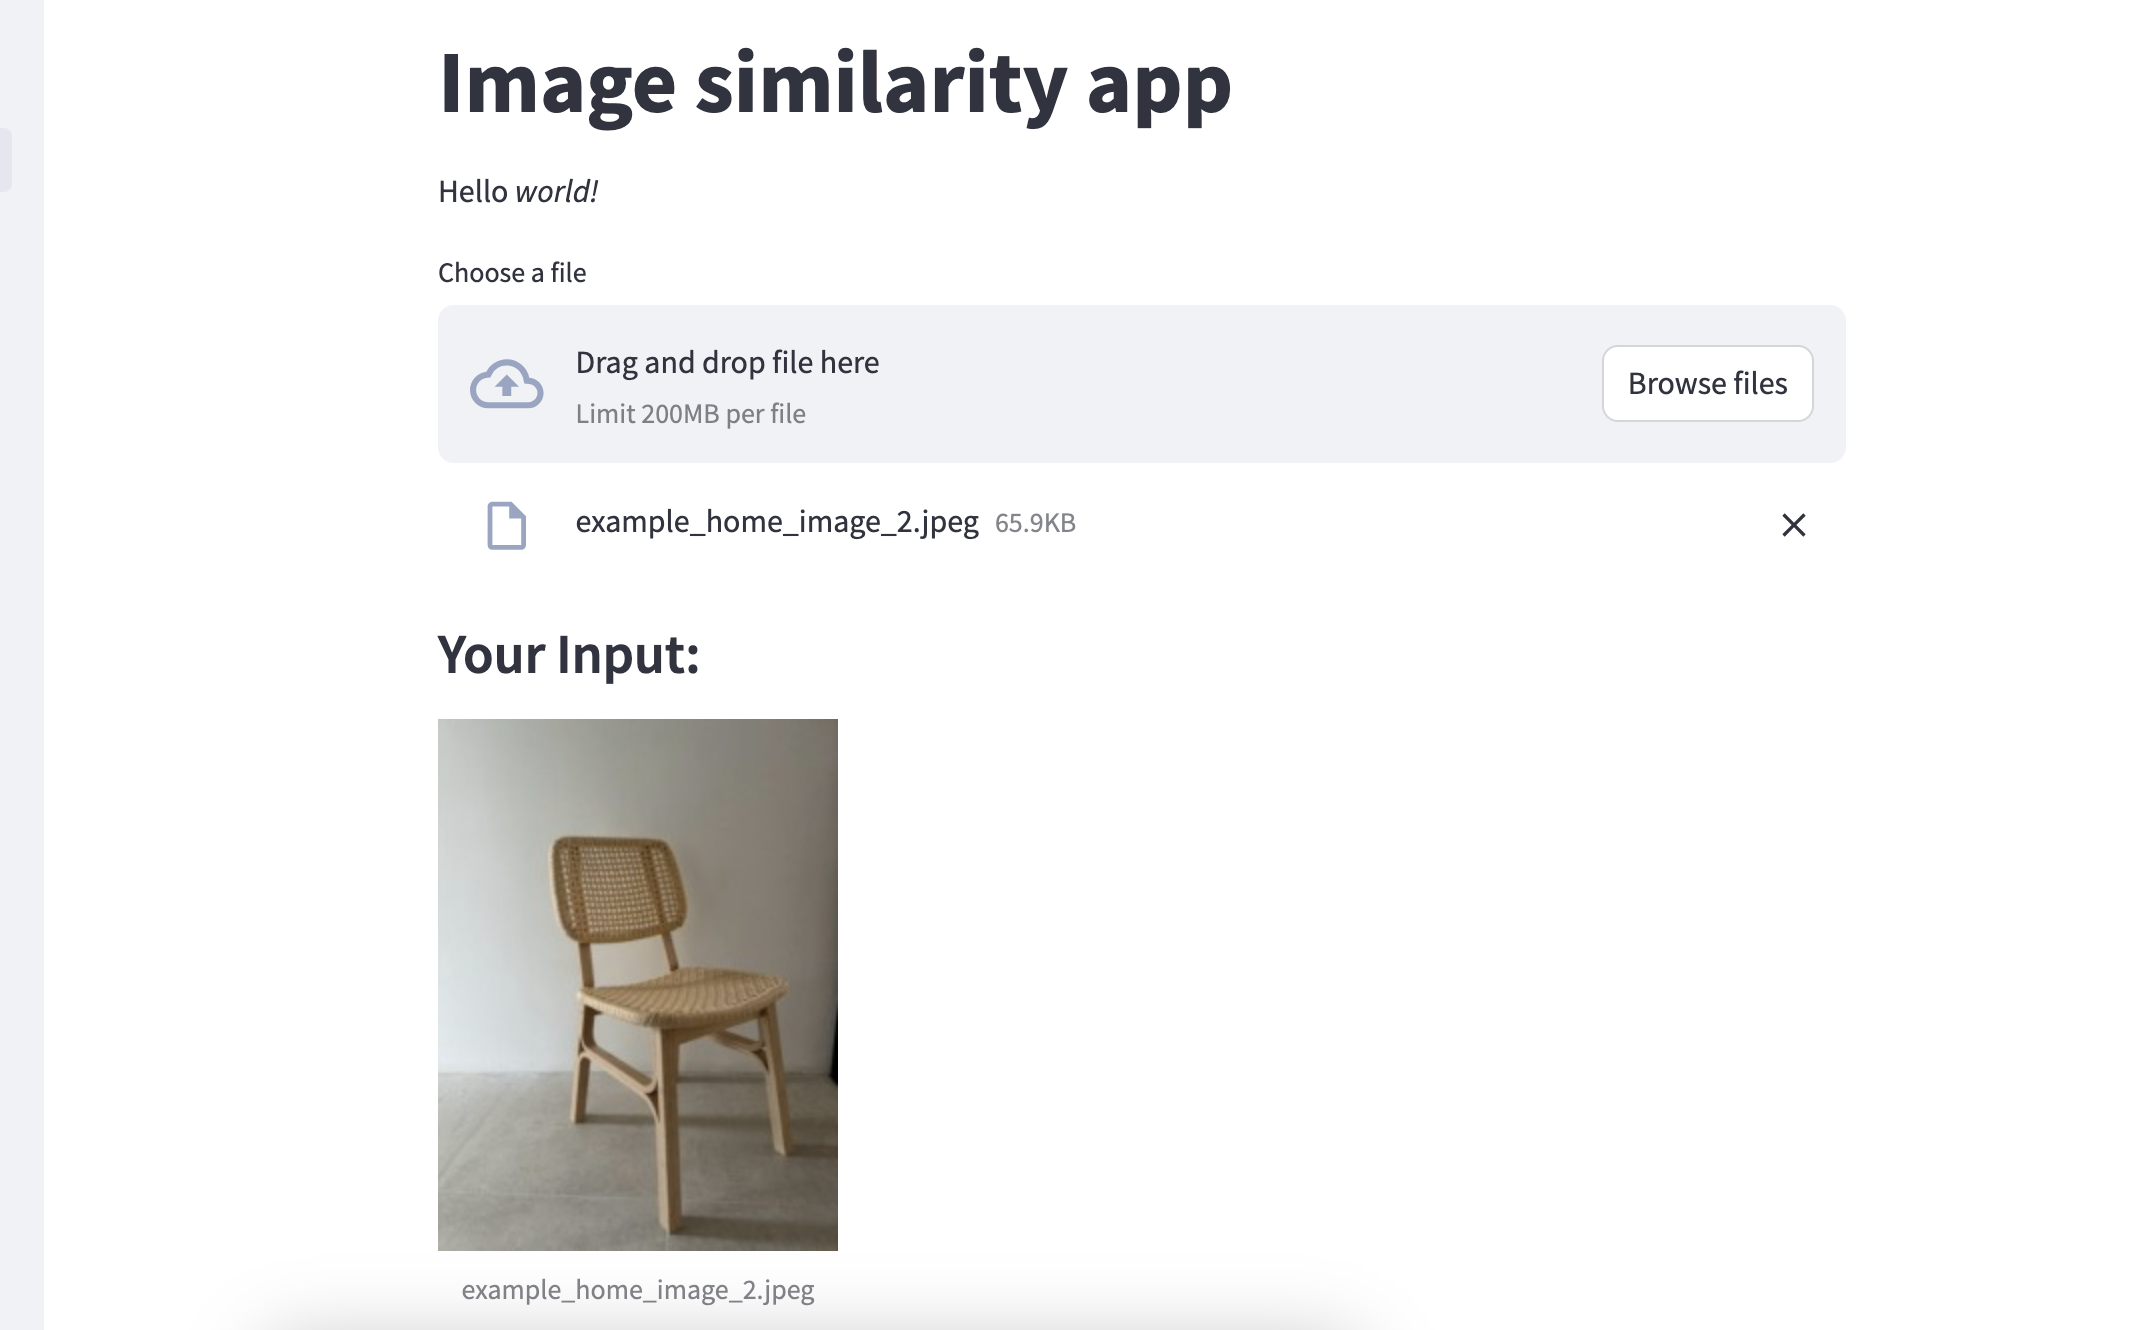 Image similarity app
Hello world!
Choose a file
Drag and drop file here
Limit 200MB per file
Browse files
example_home_image_2.jpeg 65.9KB
Your Input:
example_home_image_2.jpeg